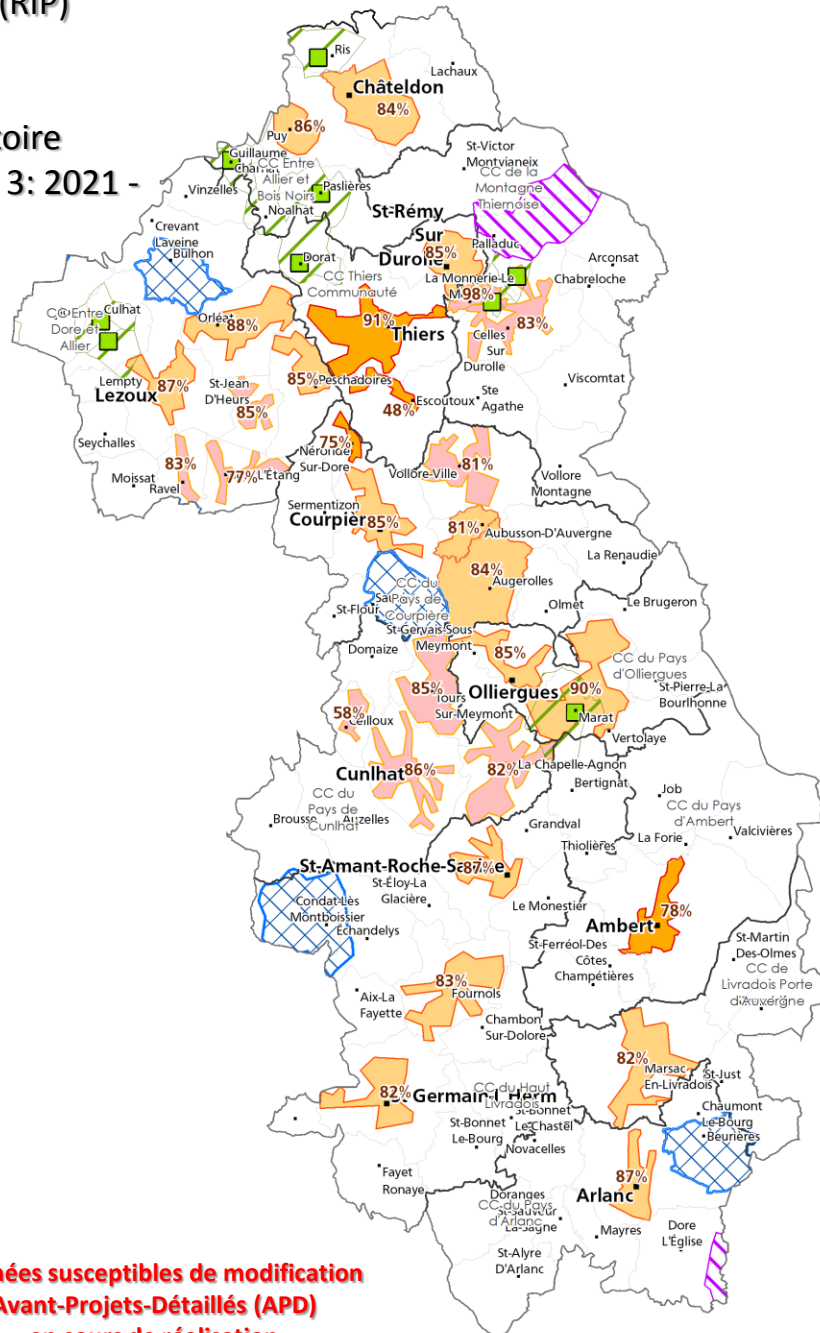 (RIP)
toire
3: 2021 -
Ris
Lachaux
Châteldon
84%
86%
Puy
Guillaume
CC Entre
Allier et
Bois Noirs
Paslières
Vinzelles
Noalhat
St-Victor
Montvianeix
CC de la
Montagne
Thiernoise
St-Rémy
Sur
Durolle
85%
Palladuc
Arconsat
Chabreloche
Crevant
Laveine
Bulhon
Dorat
CC Thiers
Communauté
La Monnerie-Le
98%
83%
Celles
Sur
Durolle
Culhat
Dore et
Allier
Orléat
88%
91%
Thiers
Lempty
Lezoux
87%
St-Jean
D'Heurs
85%
85%
Peschadoires
48%
Escoutoux
Ste
Agathe
Viscomtat
Seychalles
83%
Moissat
Ravel
77%
L'Étang
75%
Néronde
Sur-Dore
Vollore-Ville
81%
Vollore
Montagne
Sermentizon
Courpière
85%
81%
Aubusson-D'Auvergne
La Renaudie
84%
Augerolles
CC du
Pays de
Courpière
St-Flour
Olmet
Le Brugeron
St-Gervais-Sous
Meymont
Domaize
85%
CC du Pays
d'Olliergues
85%
Tours
Sur-Meymont
Olliergues
90%
St-Pierre-La
Bourlhonne
Marat
Vertolaye
58%
Ceilloux
Cunlhat
86%
82%
La Chapelle-Agnon
Bertignat
CC du
Pays de
Cunlhat
Brousse
Auzelles
Job
CC du Pays
d'Ambert
Grandval
La Forie
Valcivières
Thiolières
St-Amant-Roche-Savine
87%
St-Éloy-La
Glacière
Condat-Lès
Montboissier
Échandelys
Le Monestier
78%
Ambert
St-Ferréol-Des
Côtes
Champétières
St-Martin
Des-Olmes
CC de
Livradois Porte
d'Auvergne
83%
Fournols
Aix-La
Fayette
Chambon
Sur-Dolore
82%
Marsac
En-Livradois
St-Just
82%
Germain-L'Herm
CC du Haut
Livradois
St-Bonnet
Le-Chastel
St-Bonnet
Le-Bourg
Novacelles
Chaumont
Le-Bourg
Beurières
Fayet
Ronaye
87%
Arlanc
Doranges
CC du Pays
d'Arlanc
St-Sauveur
La-Sagne
Mayres
Dore
L'Église
St-Alyre
D'Arlanc
nées susceptibles de modification
Avant-Projets-Détaillés (APD)
en cours de réalisation